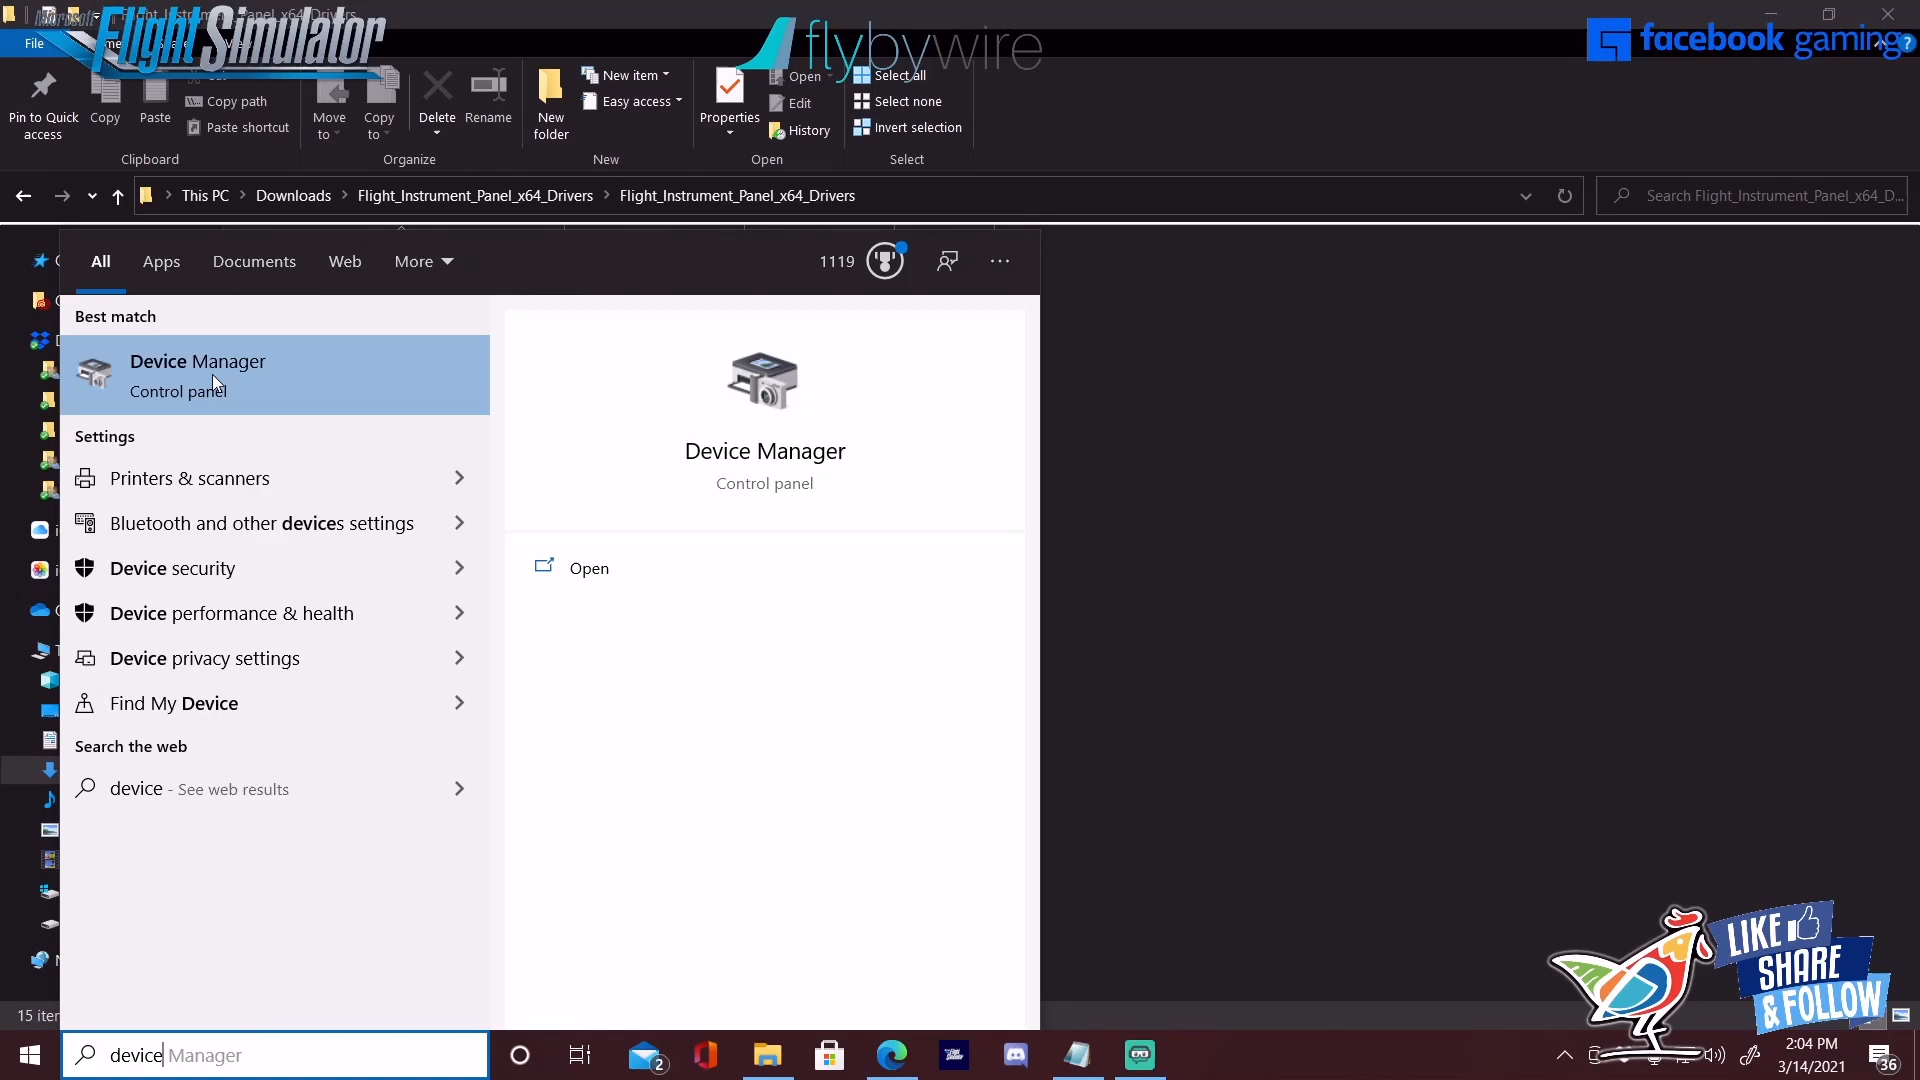 Flight_Instrument_Panel_x64_Drivers
Microsoft
Flight Simulator
flybywire
facebook gaming
File
Copy path
Paste shortcut
Pin to Quick access
Copy
Paste
Move to
Copy to
Delete
Rename
New folder
New item
Easy access
Properties
Open
Edit
History
Select all
Select none
Invert selection
Clipboard
Organize
New
Open
Select
This PC
Downloads
Flight_Instrument_Panel_x64_Drivers
Flight_Instrument_Panel_x64_Drivers
Search Flight_Instrument_Panel_x64_D...
All
Apps
Documents
Web
More
1119
Best match
Device Manager
Control panel
Settings
Printers & scanners
Bluetooth and other devices settings
Device security
Device performance & health
Device privacy settings
Find My Device
Search the web
device - See web results
Device Manager
Control panel
Open
LIKE
SHARE
& FOLLOW
15 iter
device Manager
2
2:04 PM
3/14/2021
36